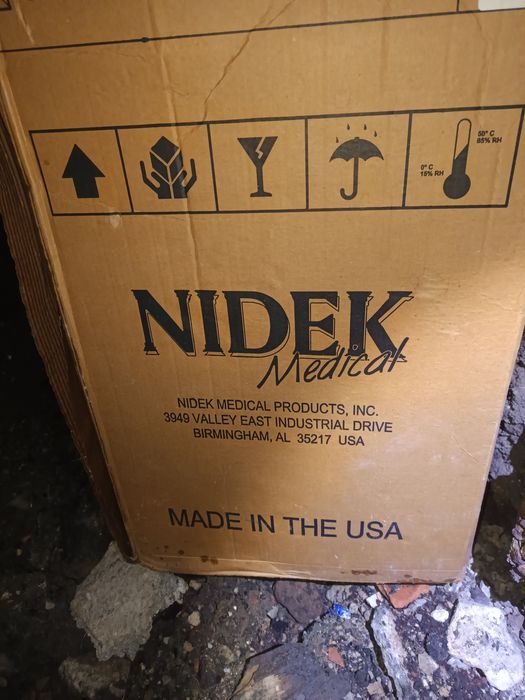 50° C
85% RH
0° C
15% RH
NIDEK
Medical
NIDEK MEDICAL PRODUCTS, INC.
3949 VALLEY EAST INDUSTRIAL DRIVE
BIRMINGHAM, AL 35217 USA
MADE IN THE USA